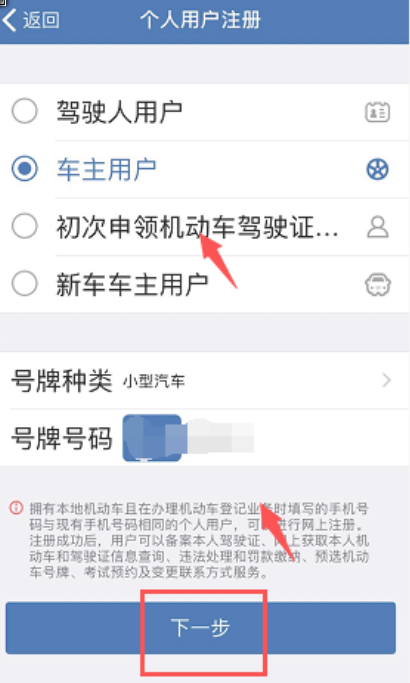 返回
个人用户注册
驾驶人用户
车主用户
初次申领机动车驾驶证...
新车车主用户
号牌种类 小型汽车
号牌号码
拥有本地机动车且在办理机动车登记业务时填写的手机号
码与现有手机号码相同的个人用户，可以进行网上注册。
注册成功后，用户可以备案本人驾驶证、网上获取本人机
动车和驾驶证信息查询、违法处理和罚款缴纳、预选机动
车号牌、考试预约及变更联系方式服务。
下一步